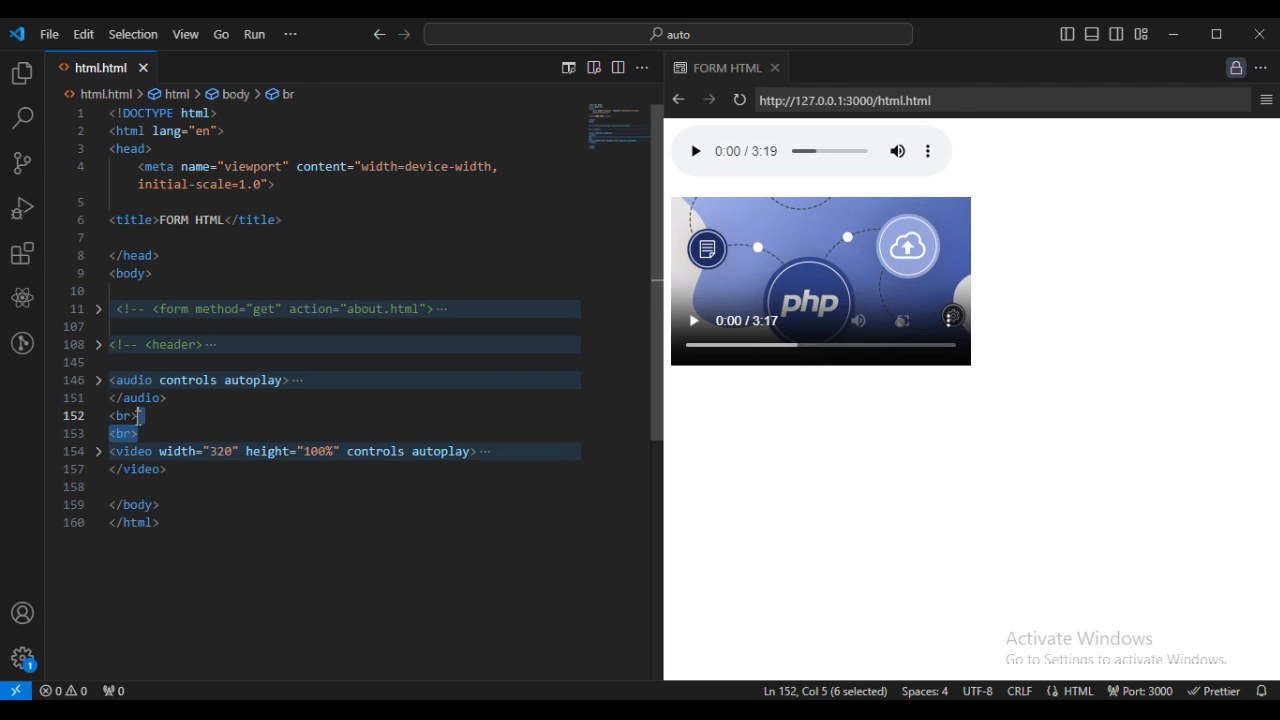 File Edit Selection View Go Run ···
auto
html.html
FORM HTML
html.html > html > body > br
http://127.0.0.1:3000/html.html
1 <!DOCTYPE html>
2 <html lang="en">
3 <head>
4 <meta name="viewport" content="width=device-width,
initial-scale=1.0">
5
6 <title>FORM HTML</title>
7
8 </head>
9 <body>
10
11 <!-- <form method="get" action="about.html">···
107
108 <!-- <header>···
145
146 <audio controls autoplay>···
151 </audio>
152 <br>
153 <br>
154 <video width="320" height="100%" controls autoplay>···
157 </video>
158
159 </body>
160 </html>
0:00 / 3:19
php
0:00 / 3:17
Activate Windows
Go to Settings to activate Windows.
1
0 0 0
Ln 152, Col 5 (6 selected) Spaces: 4 UTF-8 CRLF HTML Port: 3000 Prettier